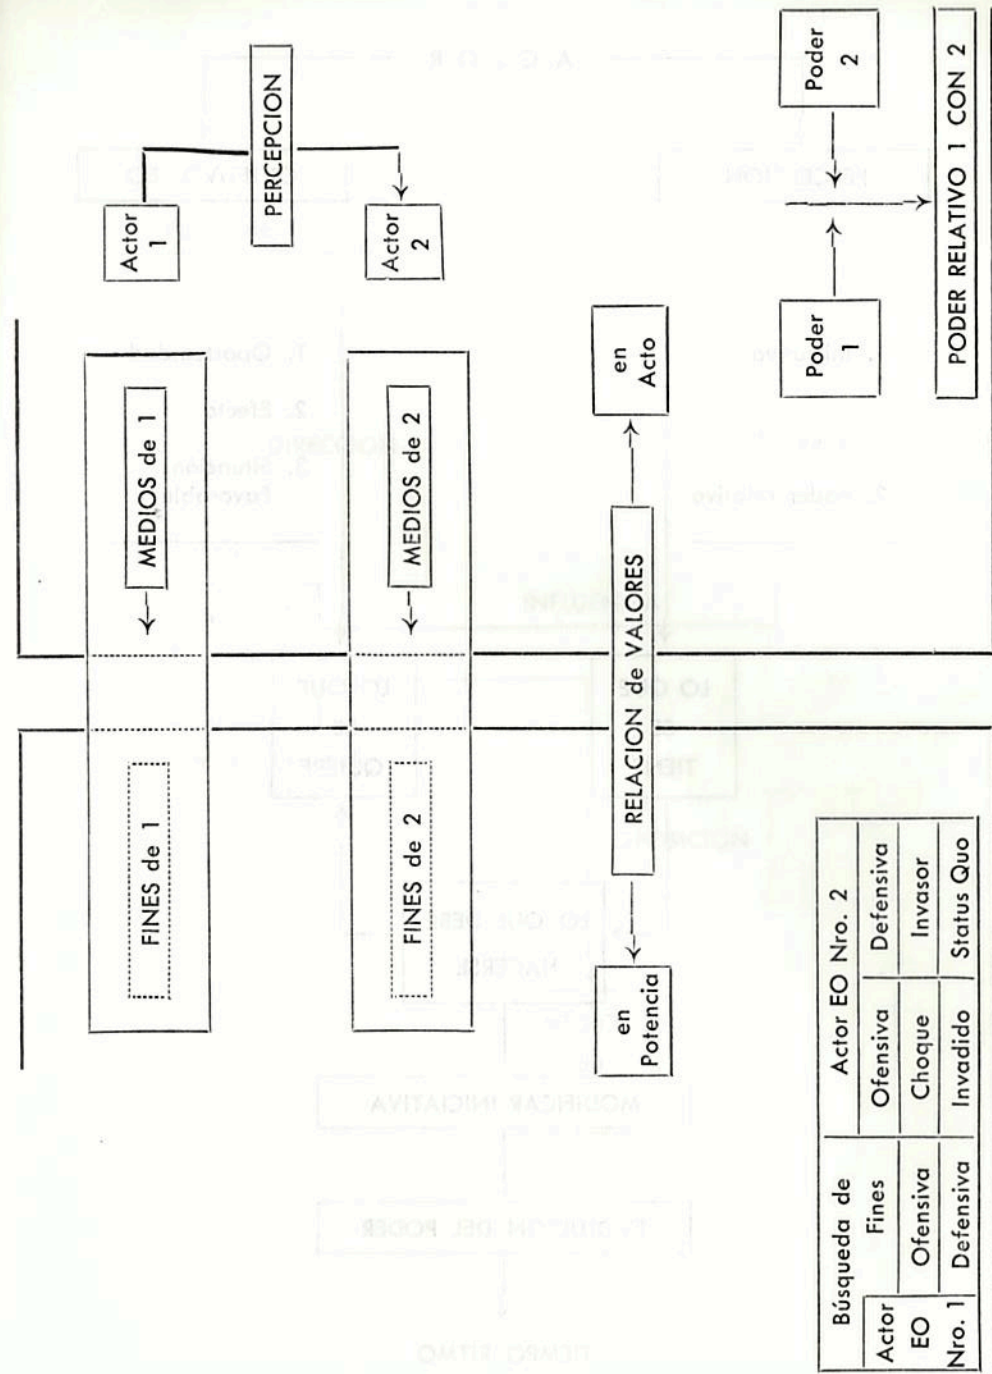 FINES de 1
MEDIOS de 1
Actor
1
PERCEPCION
FINES de 2
MEDIOS de 2
Actor
2
en
Potencia
RELACION de VALORES
en
Acto
Búsqueda de
Fines
Actor EO Nro. 2
Ofensiva
Defensiva
Actor
EO
Nro. 1
Ofensiva
Choque
Invasor
Defensiva
Invadido
Status Quo
Poder
1
Poder
2
PODER RELATIVO 1 CON 2